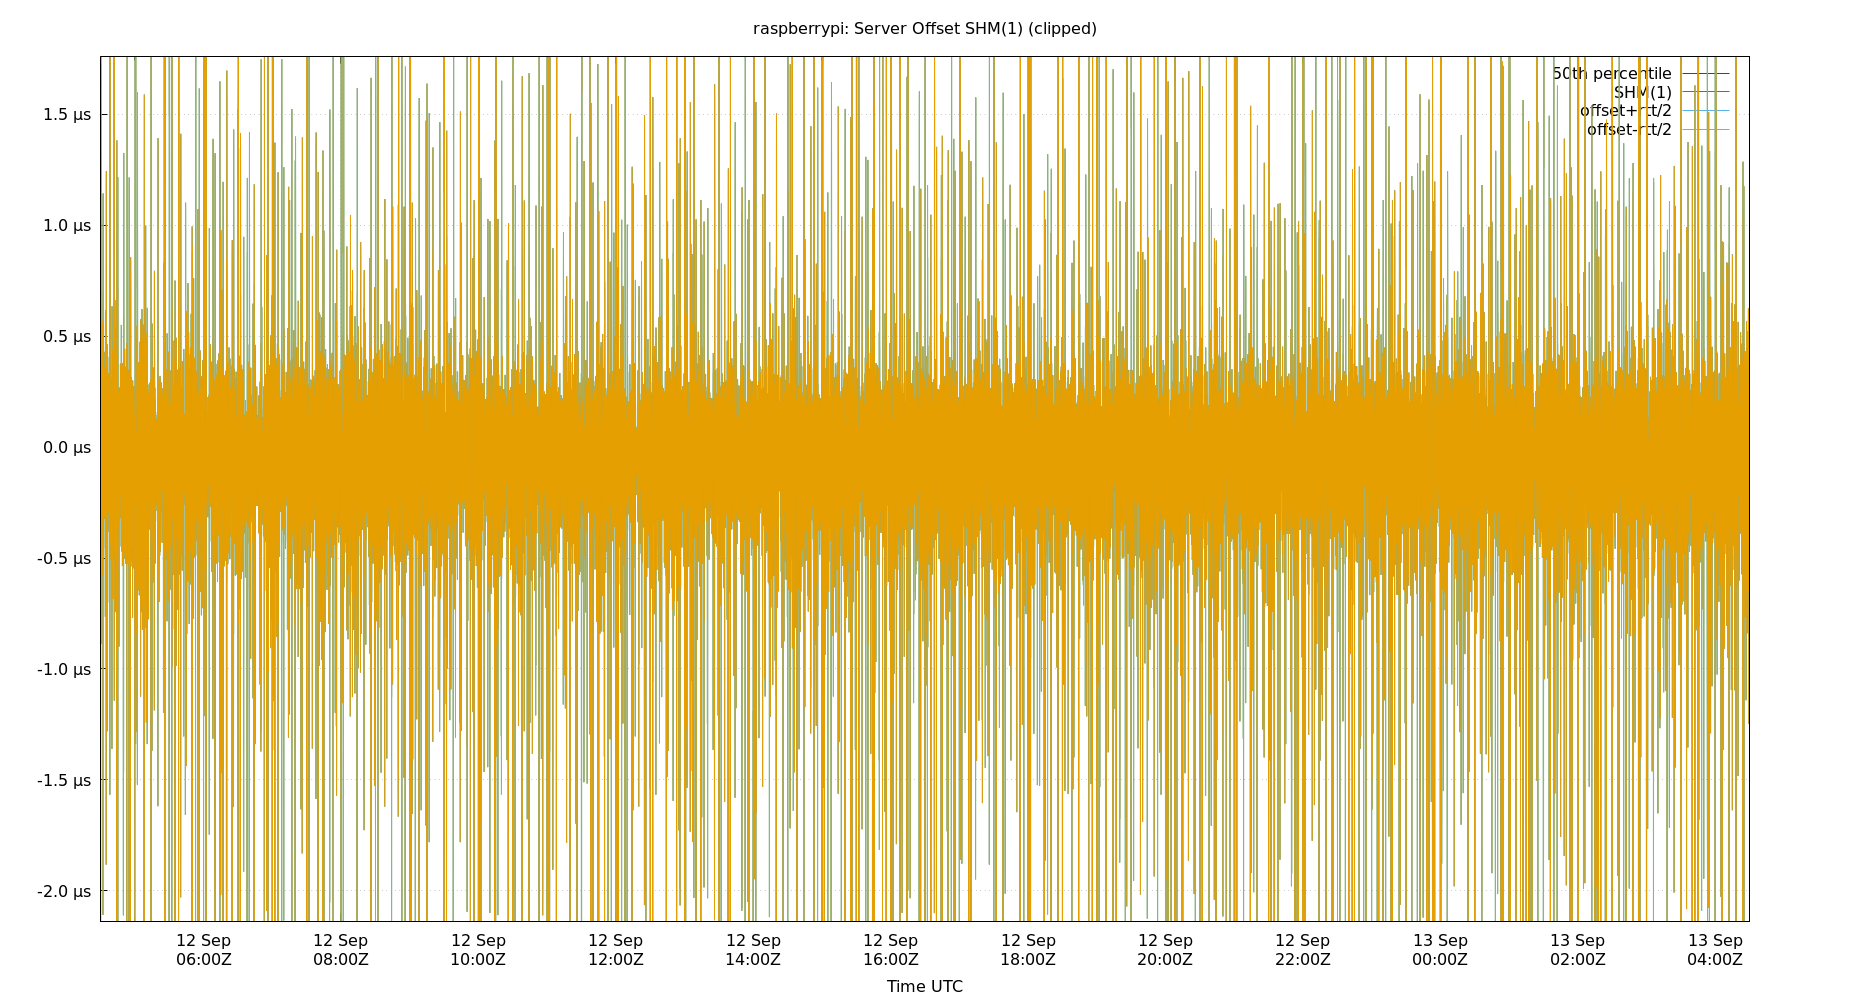 raspberrypi: Server Offset SHM(1) (clipped)
50th percentile
SHM(1)
offset+rtt/2
offset-rtt/2
1.5 µs
1.0 µs
0.5 µs
0.0 µs
-0.5 µs
-1.0 µs
-1.5 µs
-2.0 µs
12 Sep 12 Sep 12 Sep 12 Sep 12 Sep 12 Sep 12 Sep 12 Sep 12 Sep 13 Sep 13 Sep 13 Sep
06:00Z 08:00Z 10:00Z 12:00Z 14:00Z 16:00Z 18:00Z 20:00Z 22:00Z 00:00Z 02:00Z 04:00Z
Time UTC